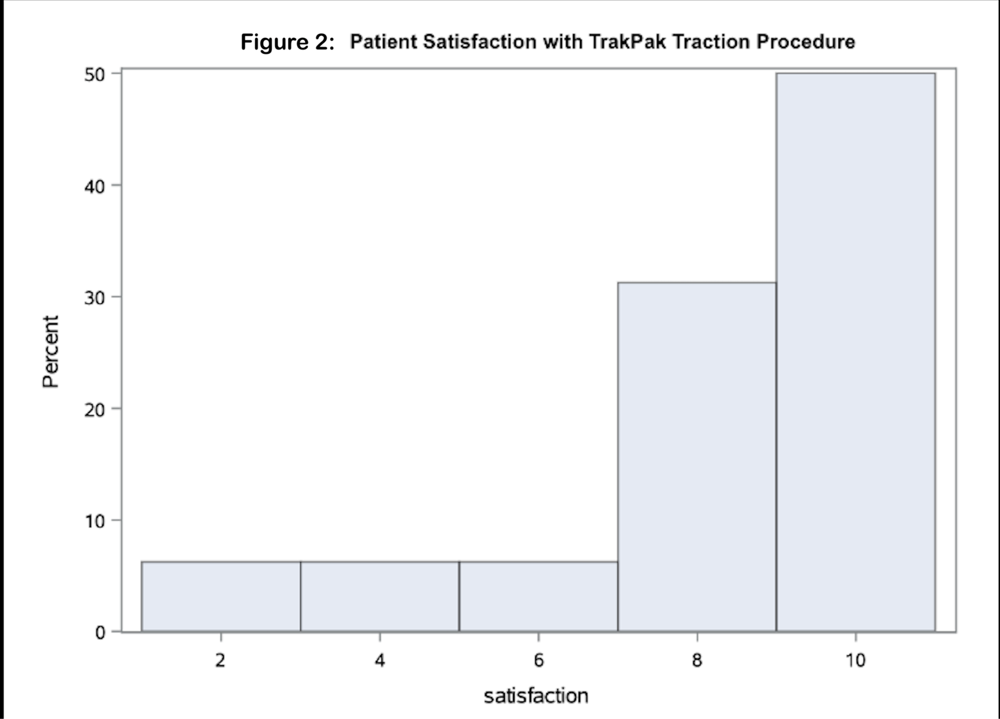 Figure 2: Patient Satisfaction with TrakPak Traction Procedure
50
40
30
20
10
0
Percent
2 4 6 8 10
satisfaction